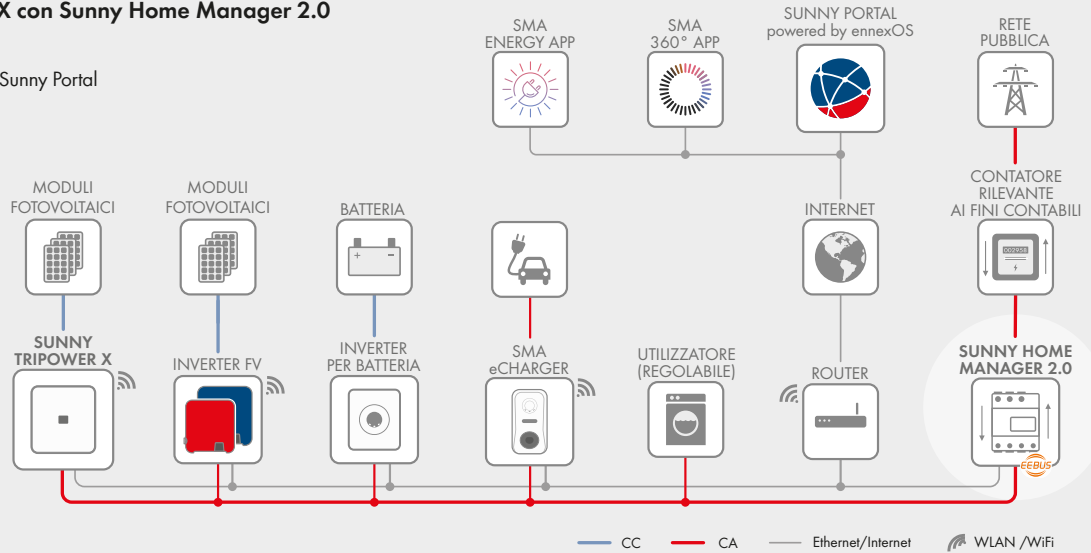 X con Sunny Home Manager 2.0
Sunny Portal
SMA
ENERGY APP
SMA
360° APP
SUNNY PORTAL
powered by ennexOS
RETE
PUBBLICA
MODULI
FOTOVOLTAICI
MODULI
FOTOVOLTAICI
BATTERIA
INTERNET
CONTATORE
RILEVANTE
AI FINI CONTABILI
SUNNY
TRIPOWER X
INVERTER FV
INVERTER
PER BATTERIA
SMA
eCHARGER
UTILIZZATORE
(REGOLABILE)
ROUTER
SUNNY HOME
MANAGER 2.0
EEBUS
CC
CA
Ethernet/Internet
WLAN /WiFi